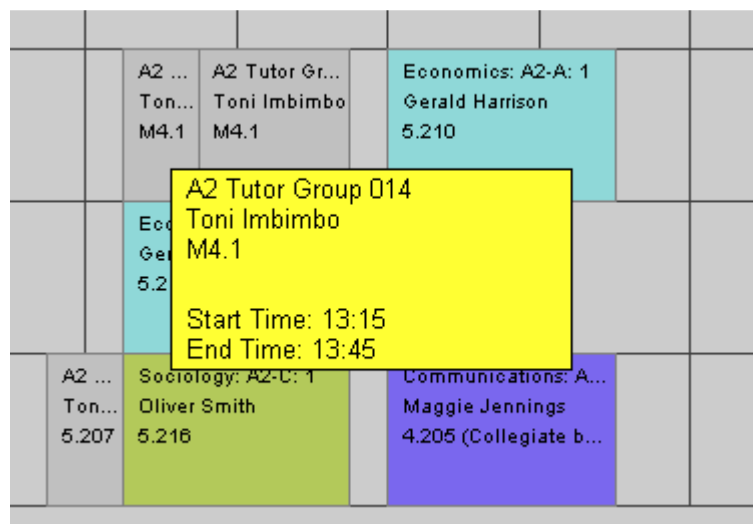 A2 ...
Ton...
M4.1
A2 Tutor Gr...
Toni Imbimbo
M4.1
Economics: A2-A: 1
Gerald Harrison
5.210
A2 Tutor Group 014
Toni Imbimbo
M4.1
Start Time: 13:15
End Time: 13:45
A2 ...
Ton...
5.207
Sociology: A2-C: 1
Oliver Smith
5.216
Communications: A...
Maggie Jennings
4.205 (Collegiate b...